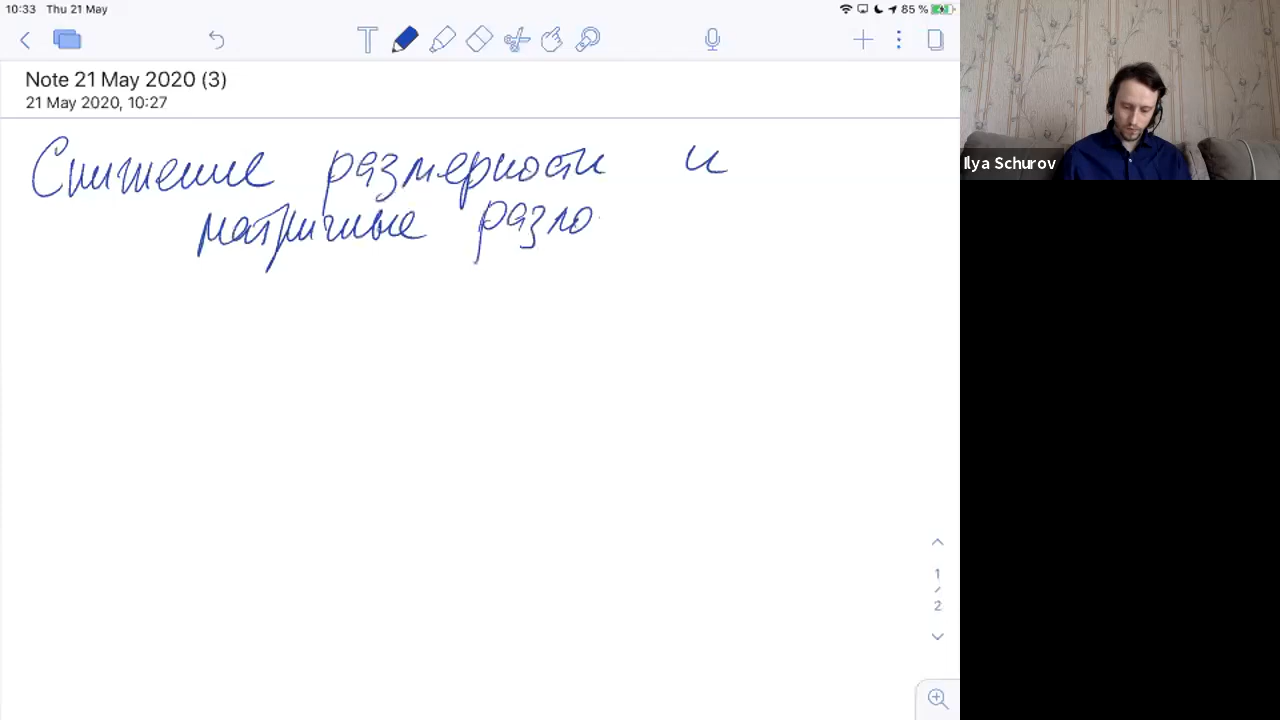 10:33 Thu 21 May
85 %
T
Note 21 May 2020 (3)
21 May 2020, 10:27
Снижение размерности и
матричные разло
1
2
Ilya Schurov